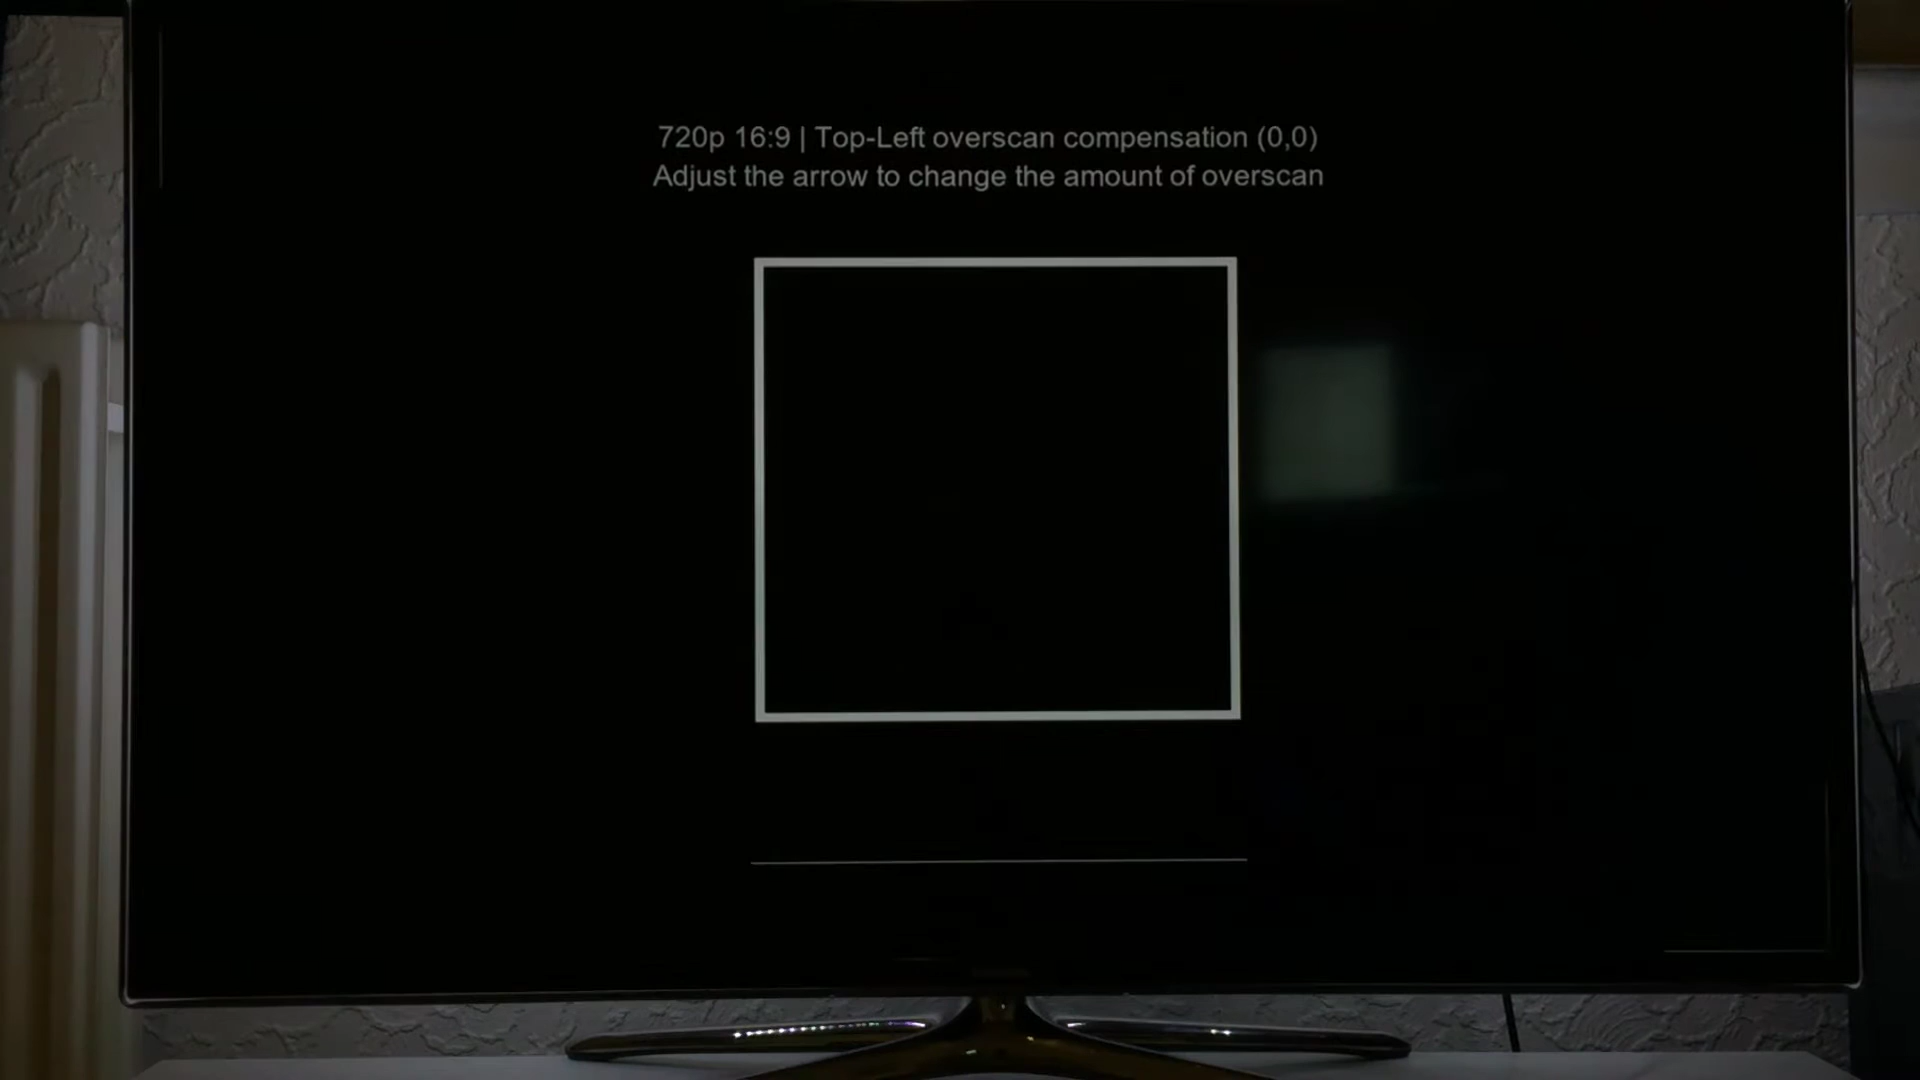 720p 16:9 | Top-Left overscan compensation (0,0)
Adjust the arrow to change the amount of overscan